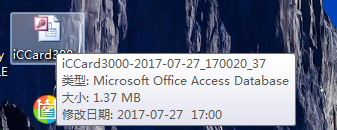 iCCard300
iCCard3000-2017-07-27_170020_37
类型: Microsoft Office Access Database
大小: 1.37 MB
修改日期: 2017-07-27 17:00